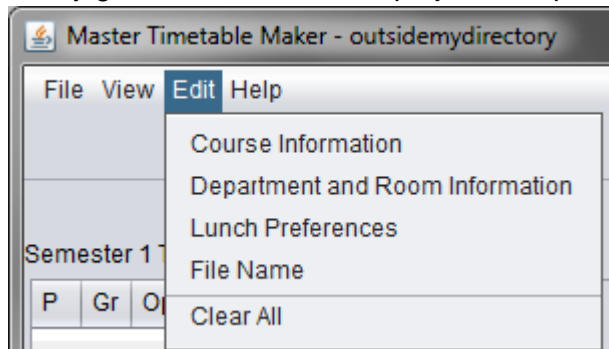 Master Timetable Maker - outsidemydirectory
File View Edit Help
Course Information
Department and Room Information
Lunch Preferences
Semester 1
File Name
P Gr
Clear All